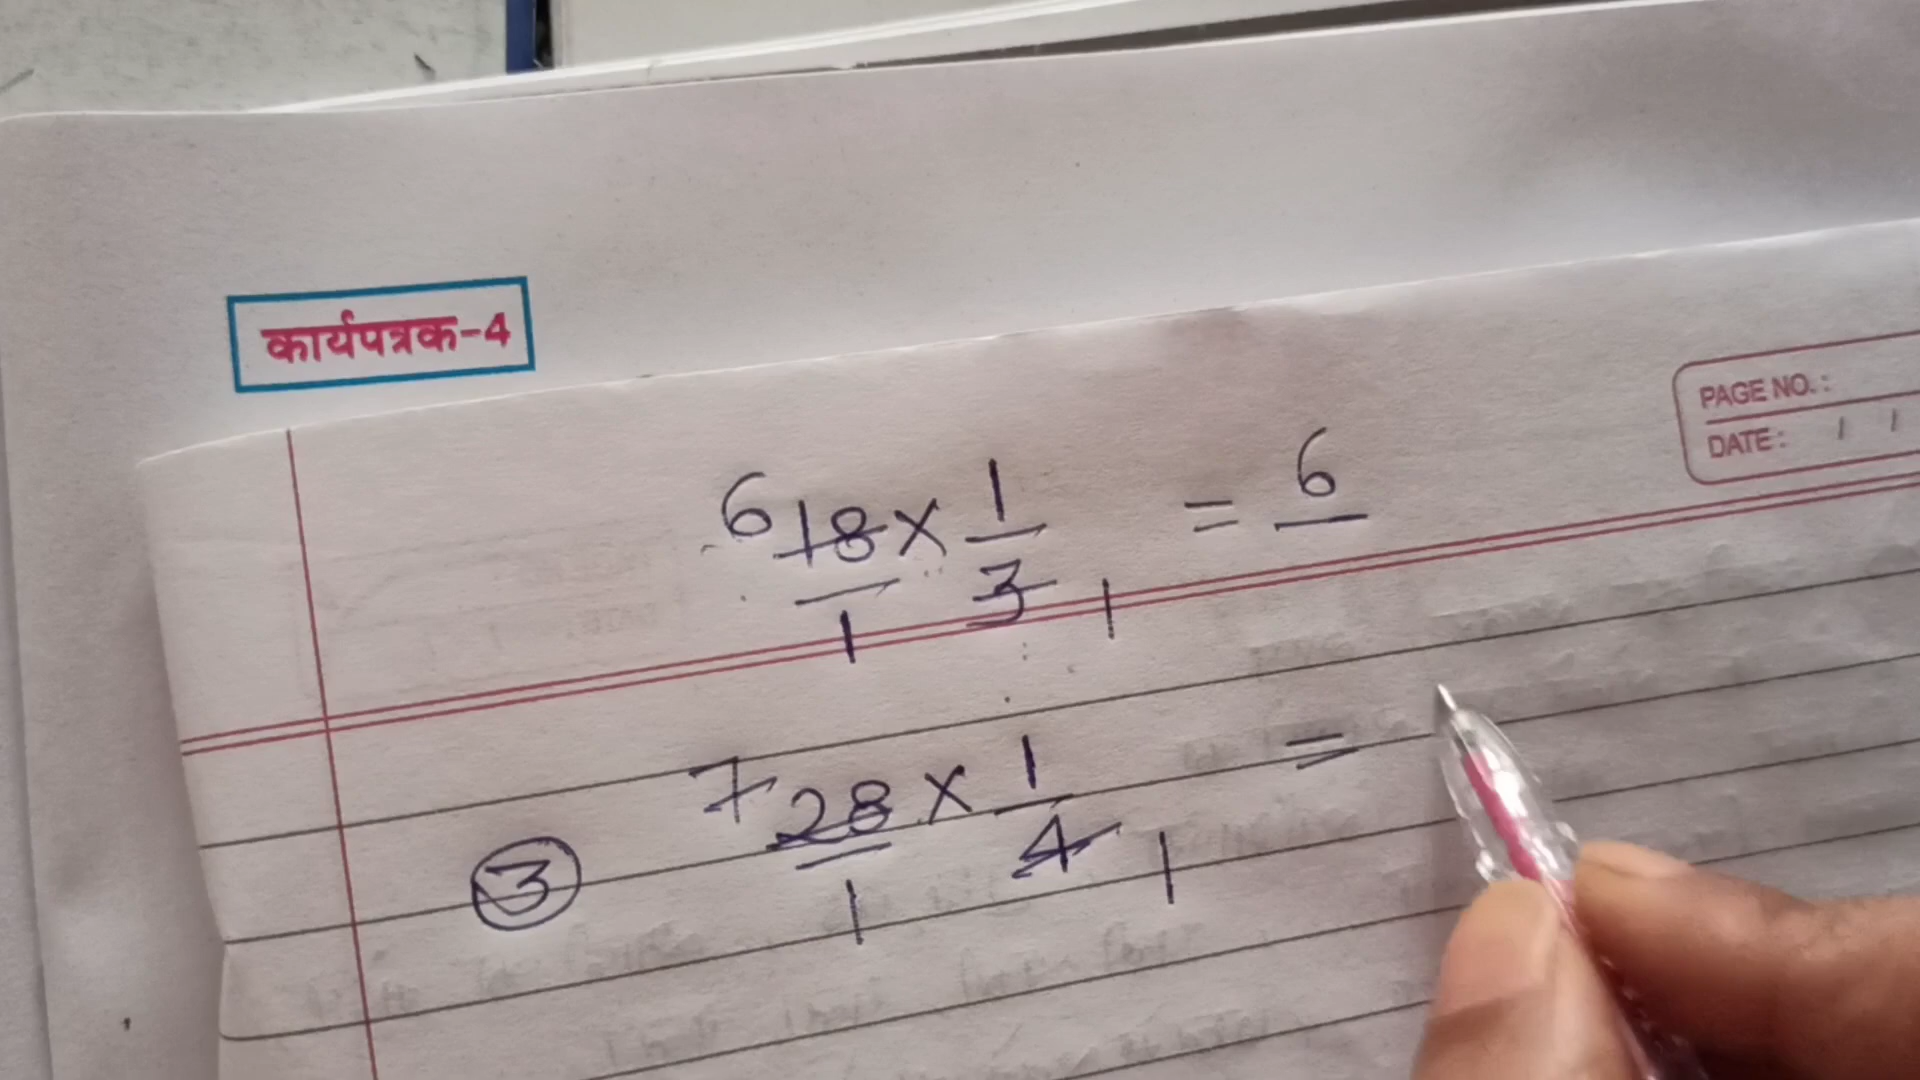 कार्यपत्रक-4
PAGE NO. :
DATE : / /
6 18 × 1 = 6
1 3 1
7 28 × 1 =
③ 1 4 1